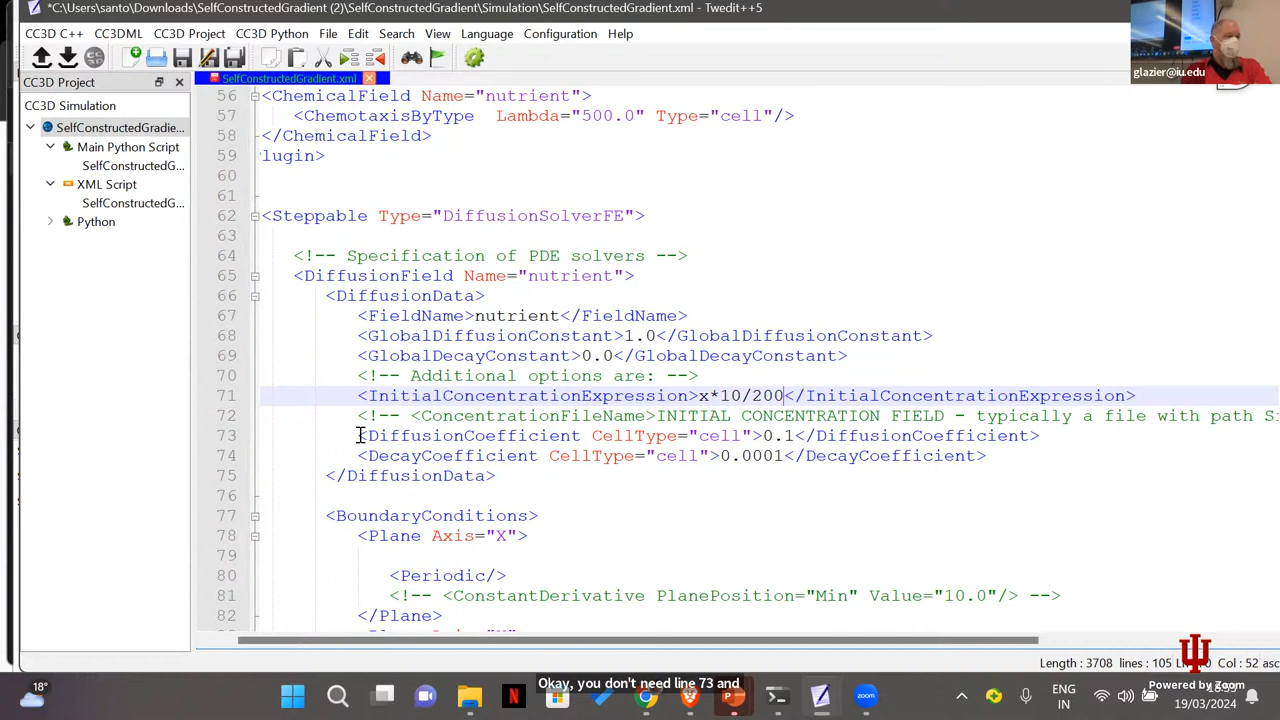 *C:\Users\santo\Downloads\SelfConstructedGradient (2)\SelfConstructedGradient\Simulation\SelfConstructedGradient.xml - Twedit++5
CC3D C++ CC3DML CC3D Project CC3D Python File Edit Search View Language Configuration Help
glazier@iu.edu
CC3D Project
SelfConstructedGradient.xml
CC3D Simulation
SelfConstructedGradie...
Main Python Script
SelfConstructedG...
XML Script
SelfConstructedG...
Python
56 <ChemicalField Name="nutrient">
57 <ChemotaxisByType Lambda="500.0" Type="cell"/>
58 </ChemicalField>
59 lugin>
60
61
62 <Steppable Type="DiffusionSolverFE">
63
64 <!-- Specification of PDE solvers -->
65 <DiffusionField Name="nutrient">
66 <DiffusionData>
67 <FieldName>nutrient</FieldName>
68 <GlobalDiffusionConstant>1.0</GlobalDiffusionConstant>
69 <GlobalDecayConstant>0.0</GlobalDecayConstant>
70 <!-- Additional options are: -->
71 <InitialConcentrationExpression>x*10/200</InitialConcentrationExpression>
72 <!-- <ConcentrationFileName>INITIAL CONCENTRATION FIELD - typically a file with path Si
73 <DiffusionCoefficient CellType="cell">0.1</DiffusionCoefficient>
74 <DecayCoefficient CellType="cell">0.0001</DecayCoefficient>
75 </DiffusionData>
76
77 <BoundaryConditions>
78 <Plane Axis="X">
79
80 <Periodic/>
81 <!-- <ConstantDerivative PlanePosition="Min" Value="10.0"/> -->
82 </Plane>
Length : 3708 lines : 105 Col : 52 asc
Okay, you don't need line 73 and
Powered by Zoom
18°
ENG
IN
19/03/2024